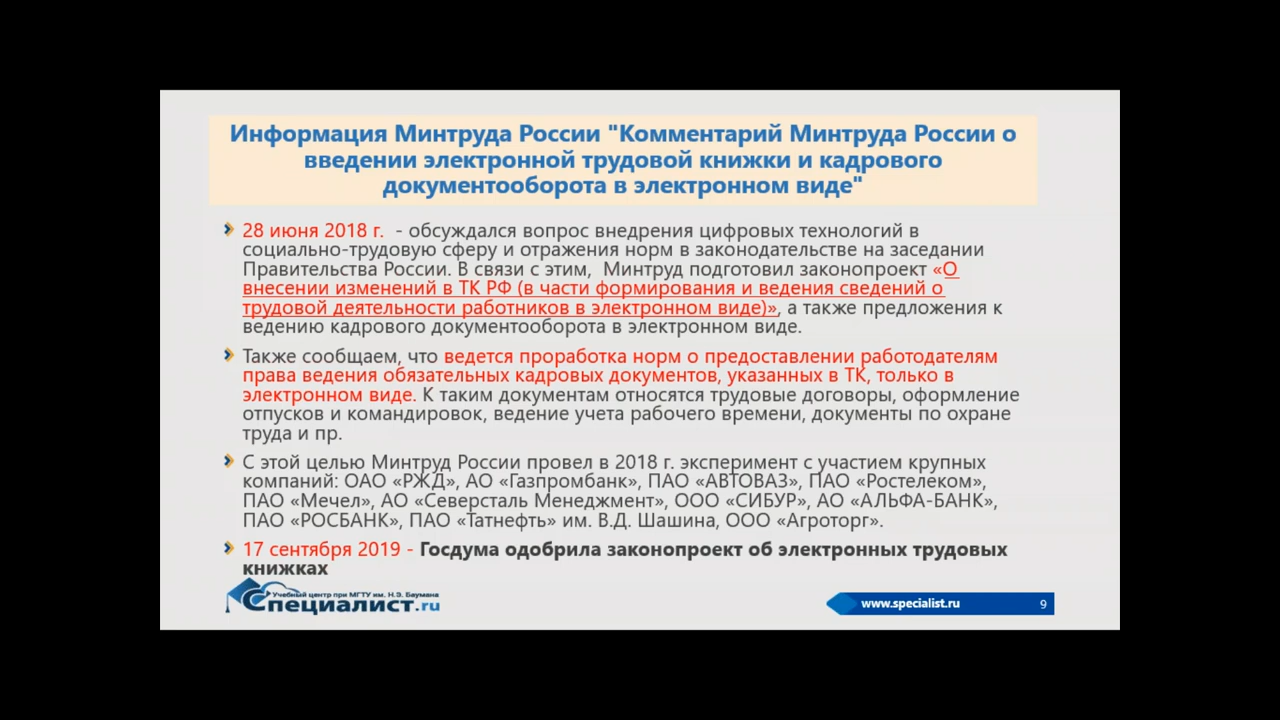 Информация Минтруда России "Комментарий Минтруда России о
введении электронной трудовой книжки и кадрового
документооборота в электронном виде"
28 июня 2018 г. - обсуждался вопрос внедрения цифровых технологий в
социально-трудовую сферу и отражения норм в законодательстве на заседании
Правительства России. В связи с этим, Минтруд подготовил законопроект «О
внесении изменений в ТК РФ (в части формирования и ведения сведений о
трудовой деятельности работников в электронном виде)», а также предложения к
ведению кадрового документооборота в электронном виде.
Также сообщаем, что ведется проработка норм о предоставлении работодателям
права ведения обязательных кадровых документов, указанных в ТК, только в
электронном виде. К таким документам относятся трудовые договоры, оформление
отпусков и командировок, ведение учета рабочего времени, документы по охране
труда и пр.
С этой целью Минтруд России провел в 2018 г. эксперимент с участием крупных
компаний: ОАО «РЖД», АО «Газпромбанк», ПАО «АВТОВАЗ», ПАО «Ростелеком»,
ПАО «Мечел», АО «Северсталь Менеджмент», ООО «СИБУР», АО «АЛЬФА-БАНК»,
ПАО «РОСБАНК», ПАО «Татнефть» им. В.Д. Шашина, ООО «Агроторг».
17 сентября 2019 - Госдума одобрила законопроект об электронных трудовых
книжках
Учебный центр при МГТУ им. Н.Э. Баумана
Специалист.ru
www.specialist.ru 9